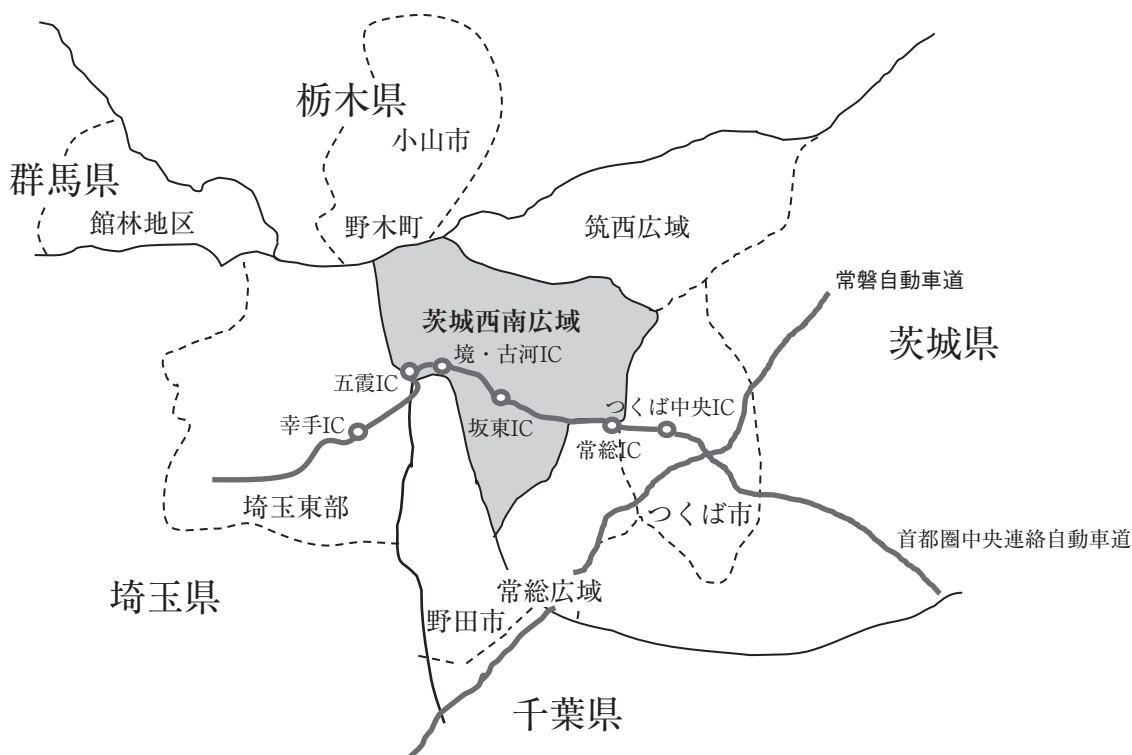 栃木県
小山市
群馬県
館林地区
野木町
筑西広域
常磐自動車道
茨城西南広域
茨城県
境・古河IC
五霞IC
つくば中央IC
幸手IC
坂東IC
常総IC
埼玉東部
つくば市
首都圏中央連絡自動車道
常総広域
埼玉県
野田市
千葉県